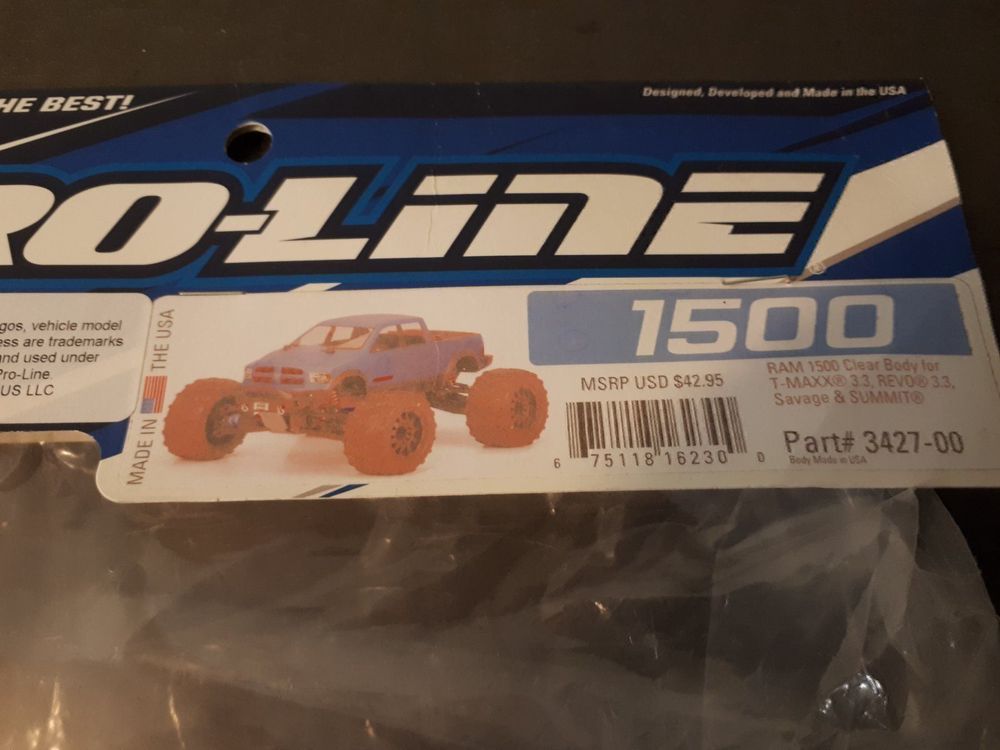 HE BEST!
Designed, Developed and Made in the USA
RO-LINE
gos, vehicle model
ess are trademarks
and used under
Pro-Line.
US LLC
MADE IN THE USA
1500
MSRP USD $42.95
RAM 1500 Clear Body for
T-MAXX® 3.3, REVO® 3.3,
Savage & SUMMIT®
6 75118 16230 0
Part# 3427-00
Body Made in USA